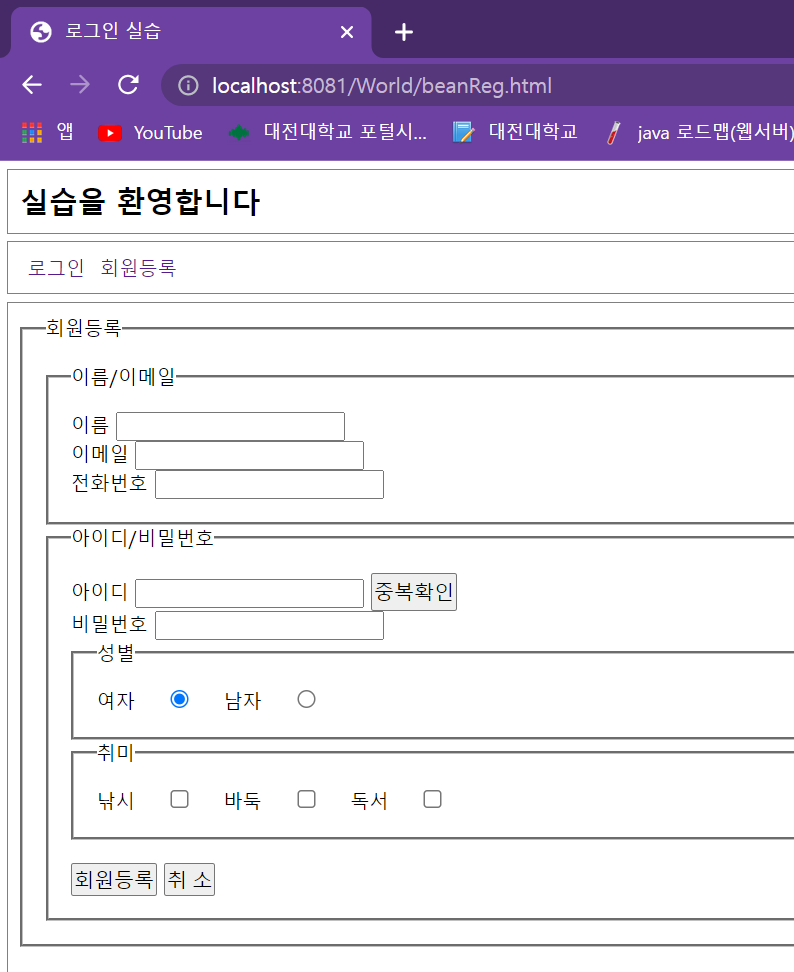 로그인 실습
localhost:8081/World/beanReg.html
앱 YouTube 대전대학교 포털시... 대전대학교 java 로드맵(웹서버)
실습을 환영합니다
로그인 회원등록
회원등록
이름/이메일
이름
이메일
전화번호
아이디/비밀번호
아이디 중복확인
비밀번호
성별
여자 남자
취미
낚시 바둑 독서
회원등록 취 소